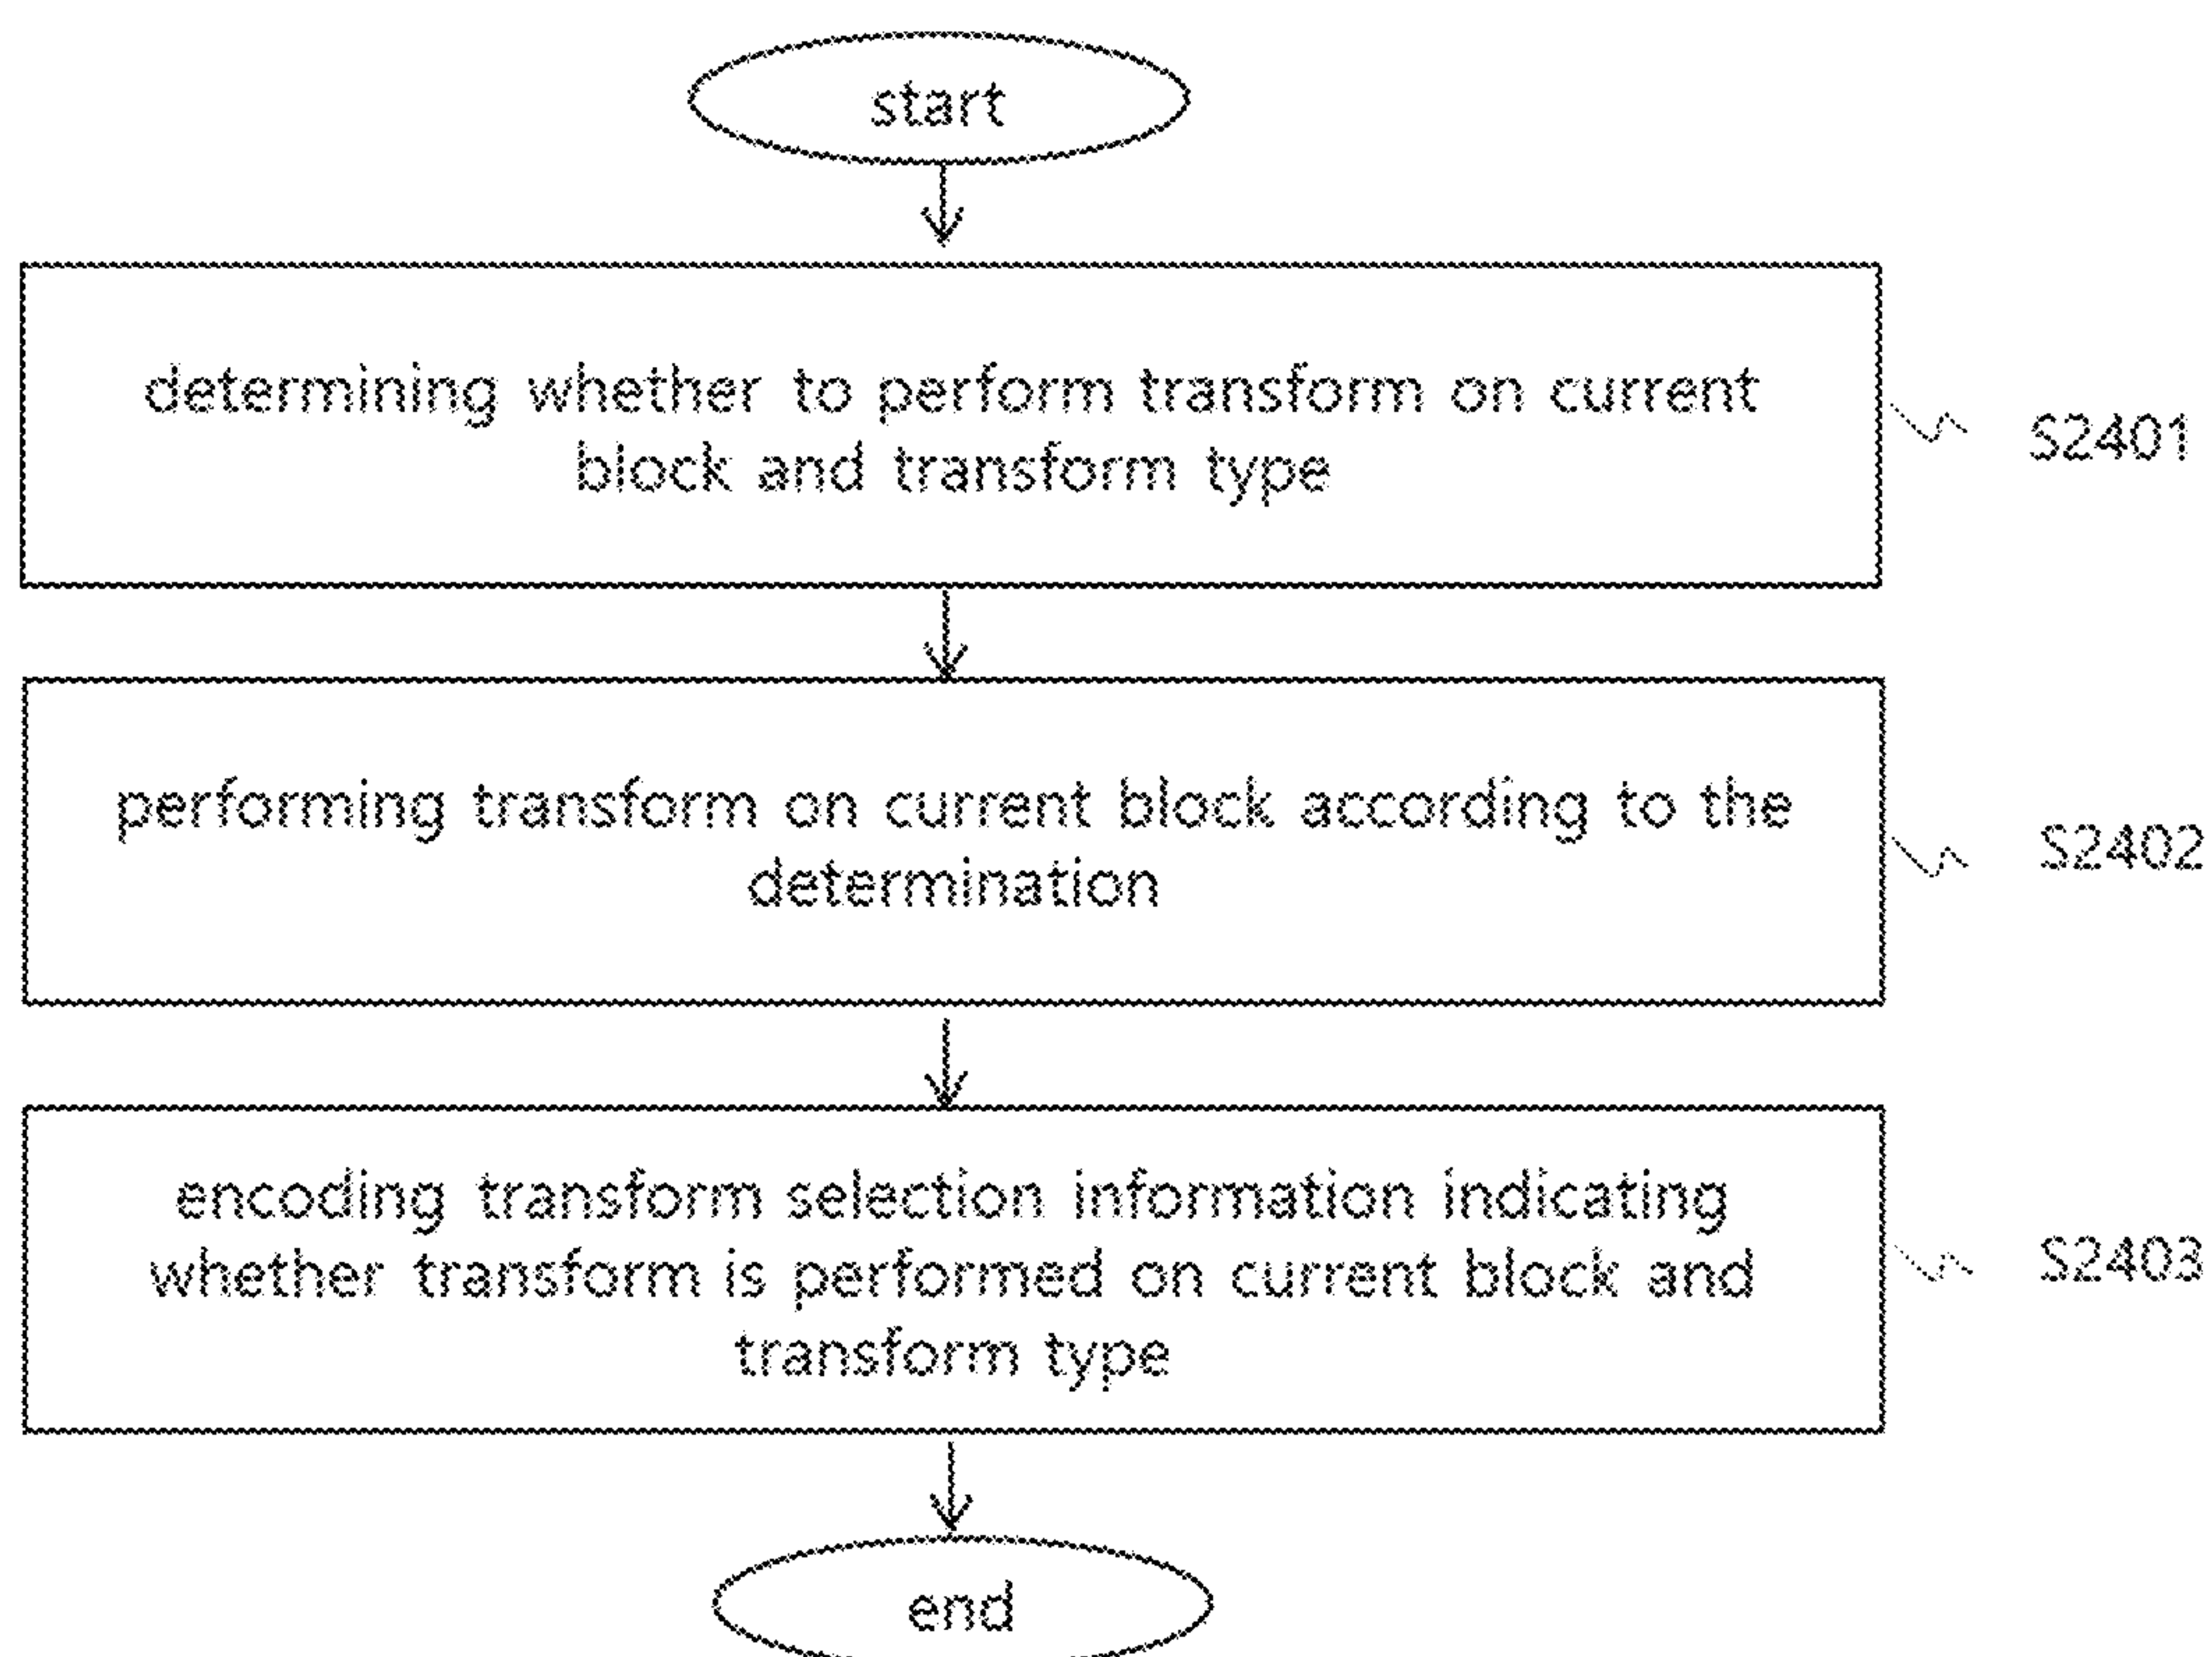 start
determining whether to perform transform on current
block and transform type
S2401
performing transform on current block according to the
determination
S2402
encoding transform selection information indicating
whether transform is performed on current block and
transform type
S2403
end